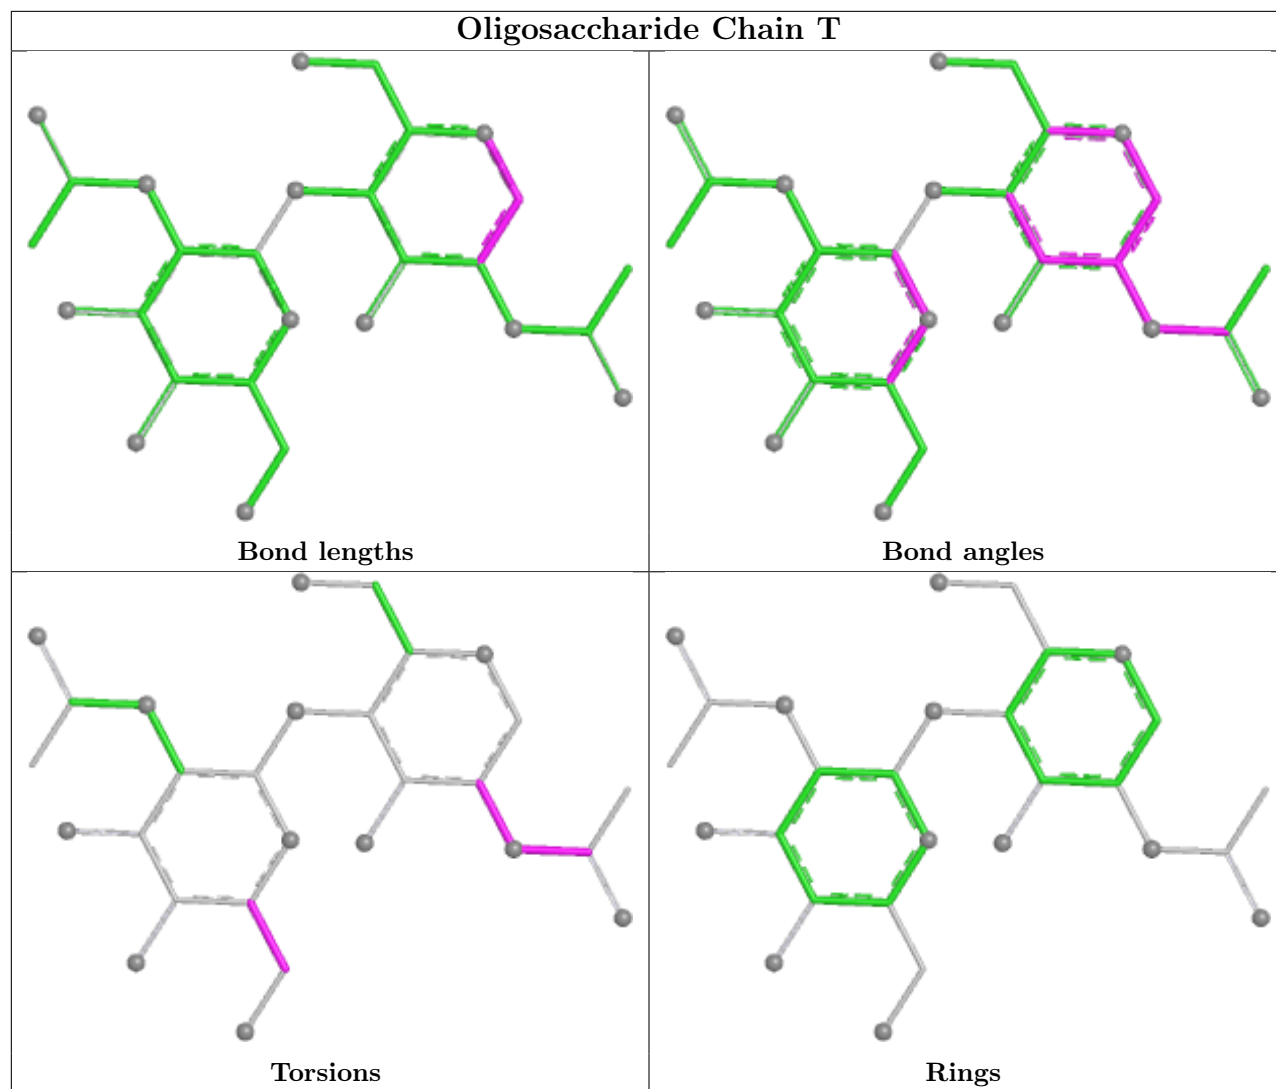 Oligosaccharide Chain T
Bond lengths
Bond angles
Torsions
Rings